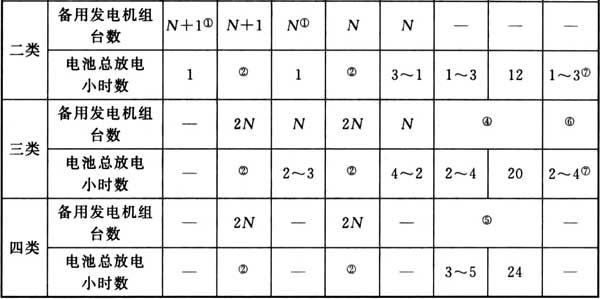 二类 备用发电机组台数 N+1① N+1 N① N N — — —
电池总放电小时数 1 ② 1 ② 3～1 1～3 12 1～3⑦
三类 备用发电机组台数 — 2N N 2N N ④ ⑥
电池总放电小时数 — ② 2～3 ② 4～2 2～4 20 2～4⑦
四类 备用发电机组台数 — 2N — 2N — ⑤ —
电池总放电小时数 — ② — ② — 3～5 24 —